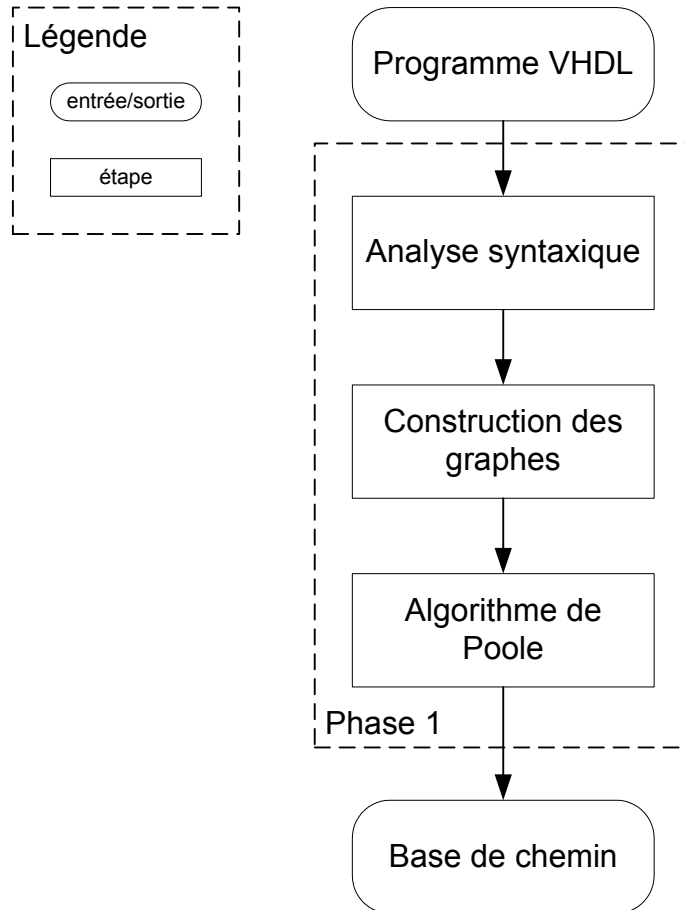 Légende
entrée/sortie
étape
Programme VHDL
Analyse syntaxique
Construction des
graphes
Algorithme de
Poole
Phase 1
Base de chemin